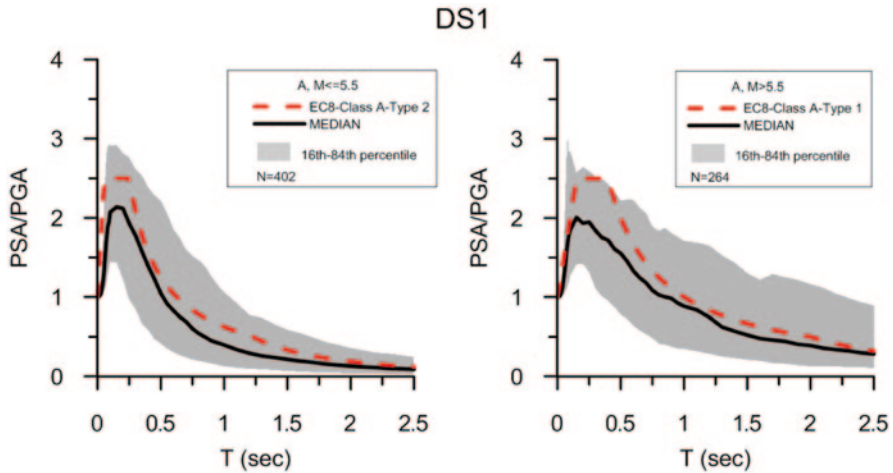 DS1
A, M<=5.5
EC8-Class A-Type 2
MEDIAN
16th-84th percentile
N=402
PSA/PGA
4
3
2
1
0
0 0.5 1 1.5 2 2.5
T (sec)
A, M>5.5
EC8-Class A-Type 1
MEDIAN
16th-84th percentile
N=264
PSA/PGA
4
3
2
1
0
0 0.5 1 1.5 2 2.5
T (sec)